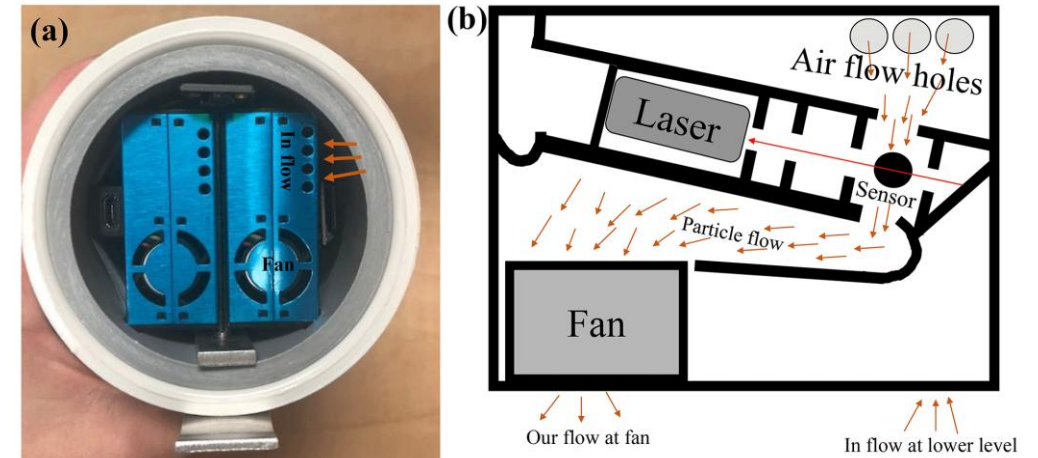 (a)
In flow
Fan
(b)
Air flow holes
Laser
Sensor
Particle flow
Fan
Our flow at fan
In flow at lower level